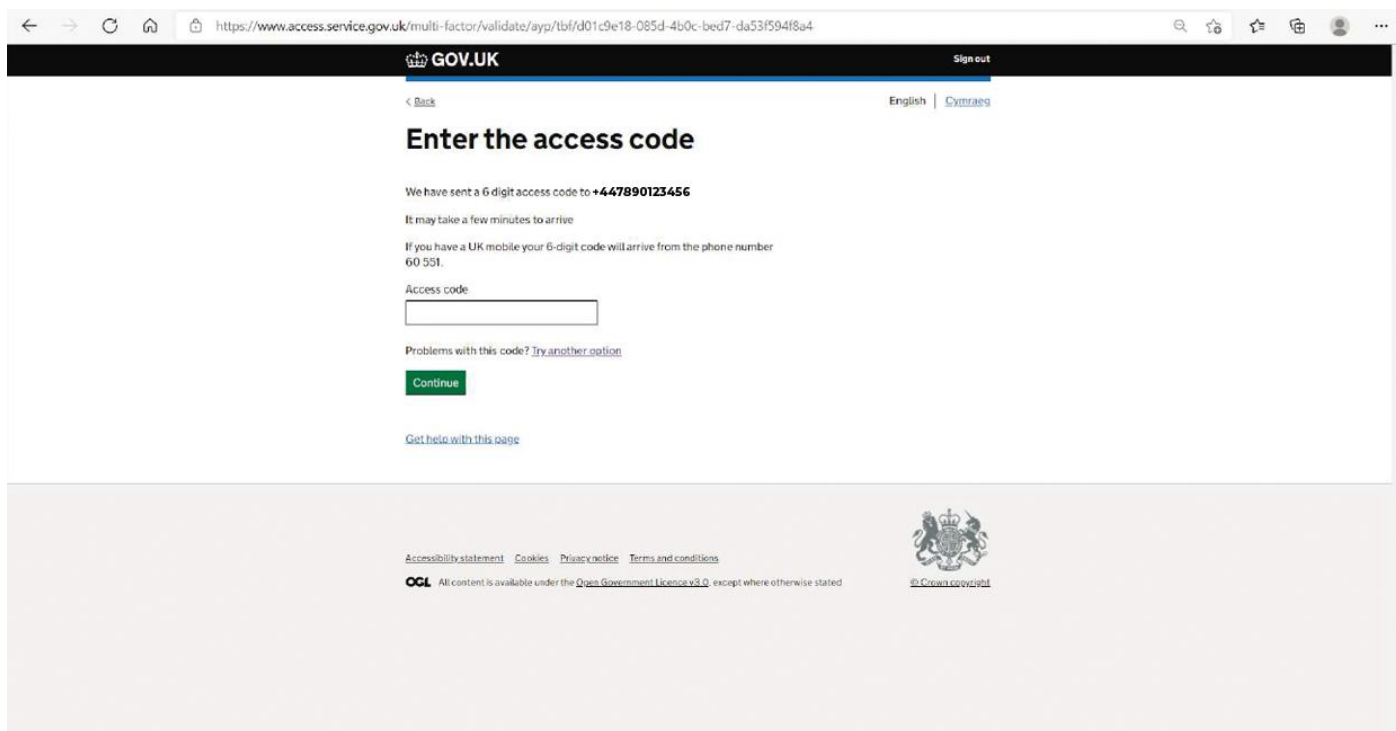 https://www.access.service.gov.uk/multi-factor/validate/ayp/tbf/d01c9e18-085d-4b0c-bed7-da53f594f8a4
GOV.UK Sign out
< Back English | Cymraeg
Enter the access code
We have sent a 6 digit access code to +447890123456
It may take a few minutes to arrive
If you have a UK mobile your 6-digit code will arrive from the phone number
60 551.
Access code
Problems with this code? Try another option
Continue
Get help with this page
Accessibility statement Cookies Privacy notice Terms and conditions
OGL All content is available under the Open Government Licence v3.0, except where otherwise stated
© Crown copyright